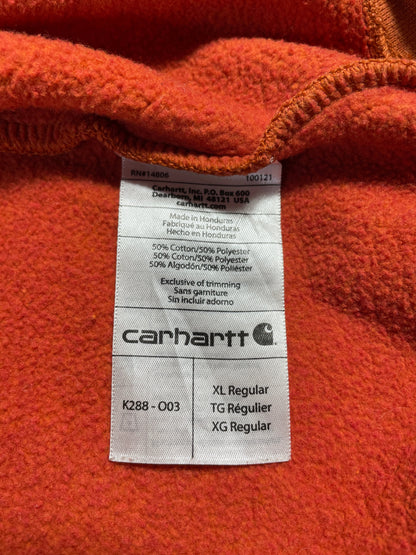 RN#14806 100121
Carhartt, Inc. P.O. Box 600
Dearborn, MI 48121 USA
carhartt.com
Made in Honduras
Fabriqué au Honduras
Hecho en Honduras
50% Cotton/50% Polyester
50% Coton/50% Polyester
50% Algodón/50% Poliéster
Exclusive of trimming
Sans garniture
Sin incluir adorno
carhartt
K288 - O03
XL Regular
TG Régulier
XG Regular